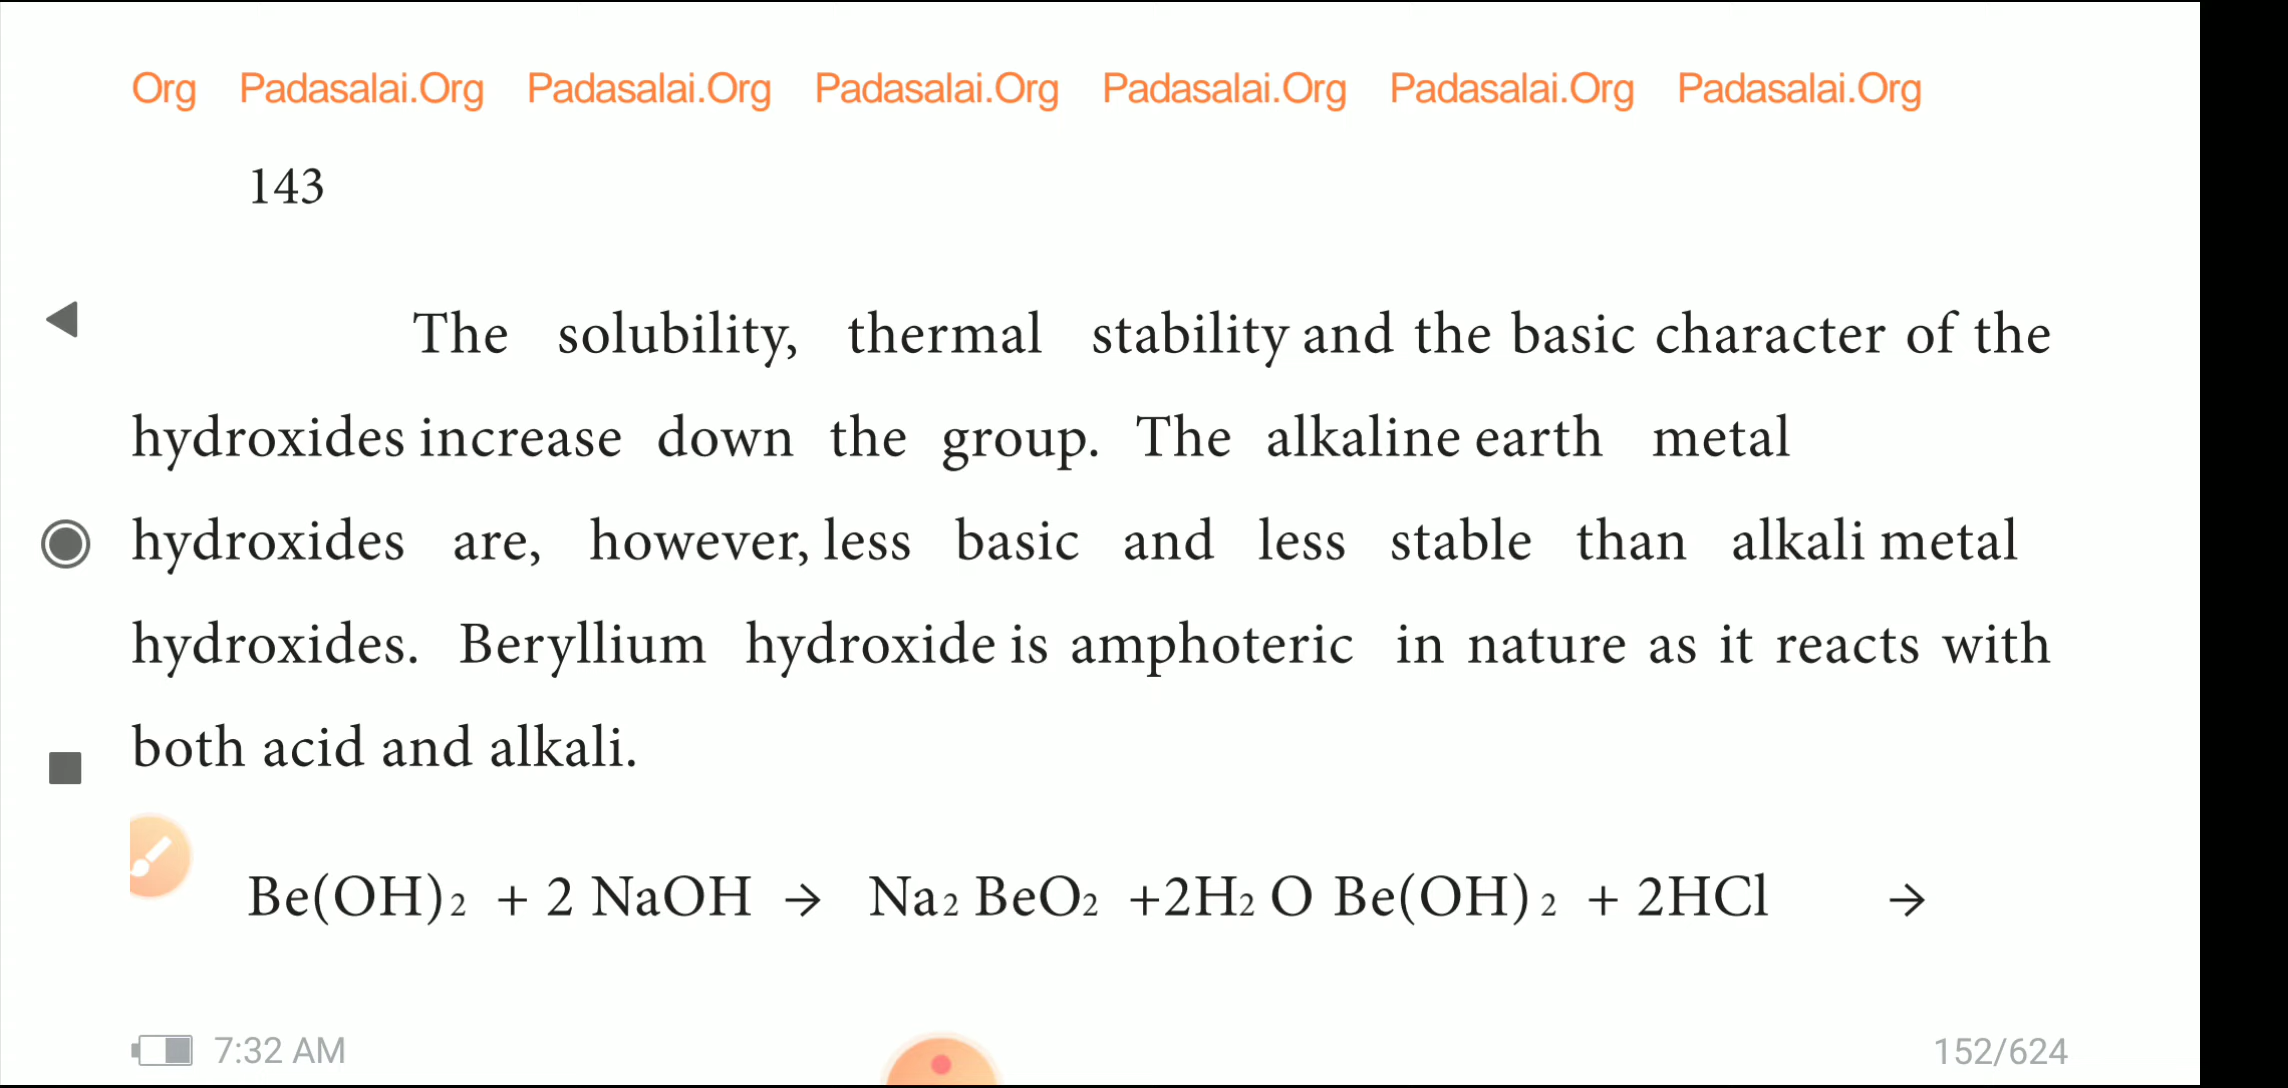 Org Padasalai.Org Padasalai.Org Padasalai.Org Padasalai.Org Padasalai.Org Padasalai.Org
143
The solubility, thermal stability and the basic character of the
hydroxides increase down the group. The alkaline earth metal
hydroxides are, however, less basic and less stable than alkali metal
hydroxides. Beryllium hydroxide is amphoteric in nature as it reacts with
both acid and alkali.
Be(OH)₂ + 2 NaOH → Na₂ BeO₂ +2H₂ O Be(OH)₂ + 2HCl →
7:32 AM
152/624